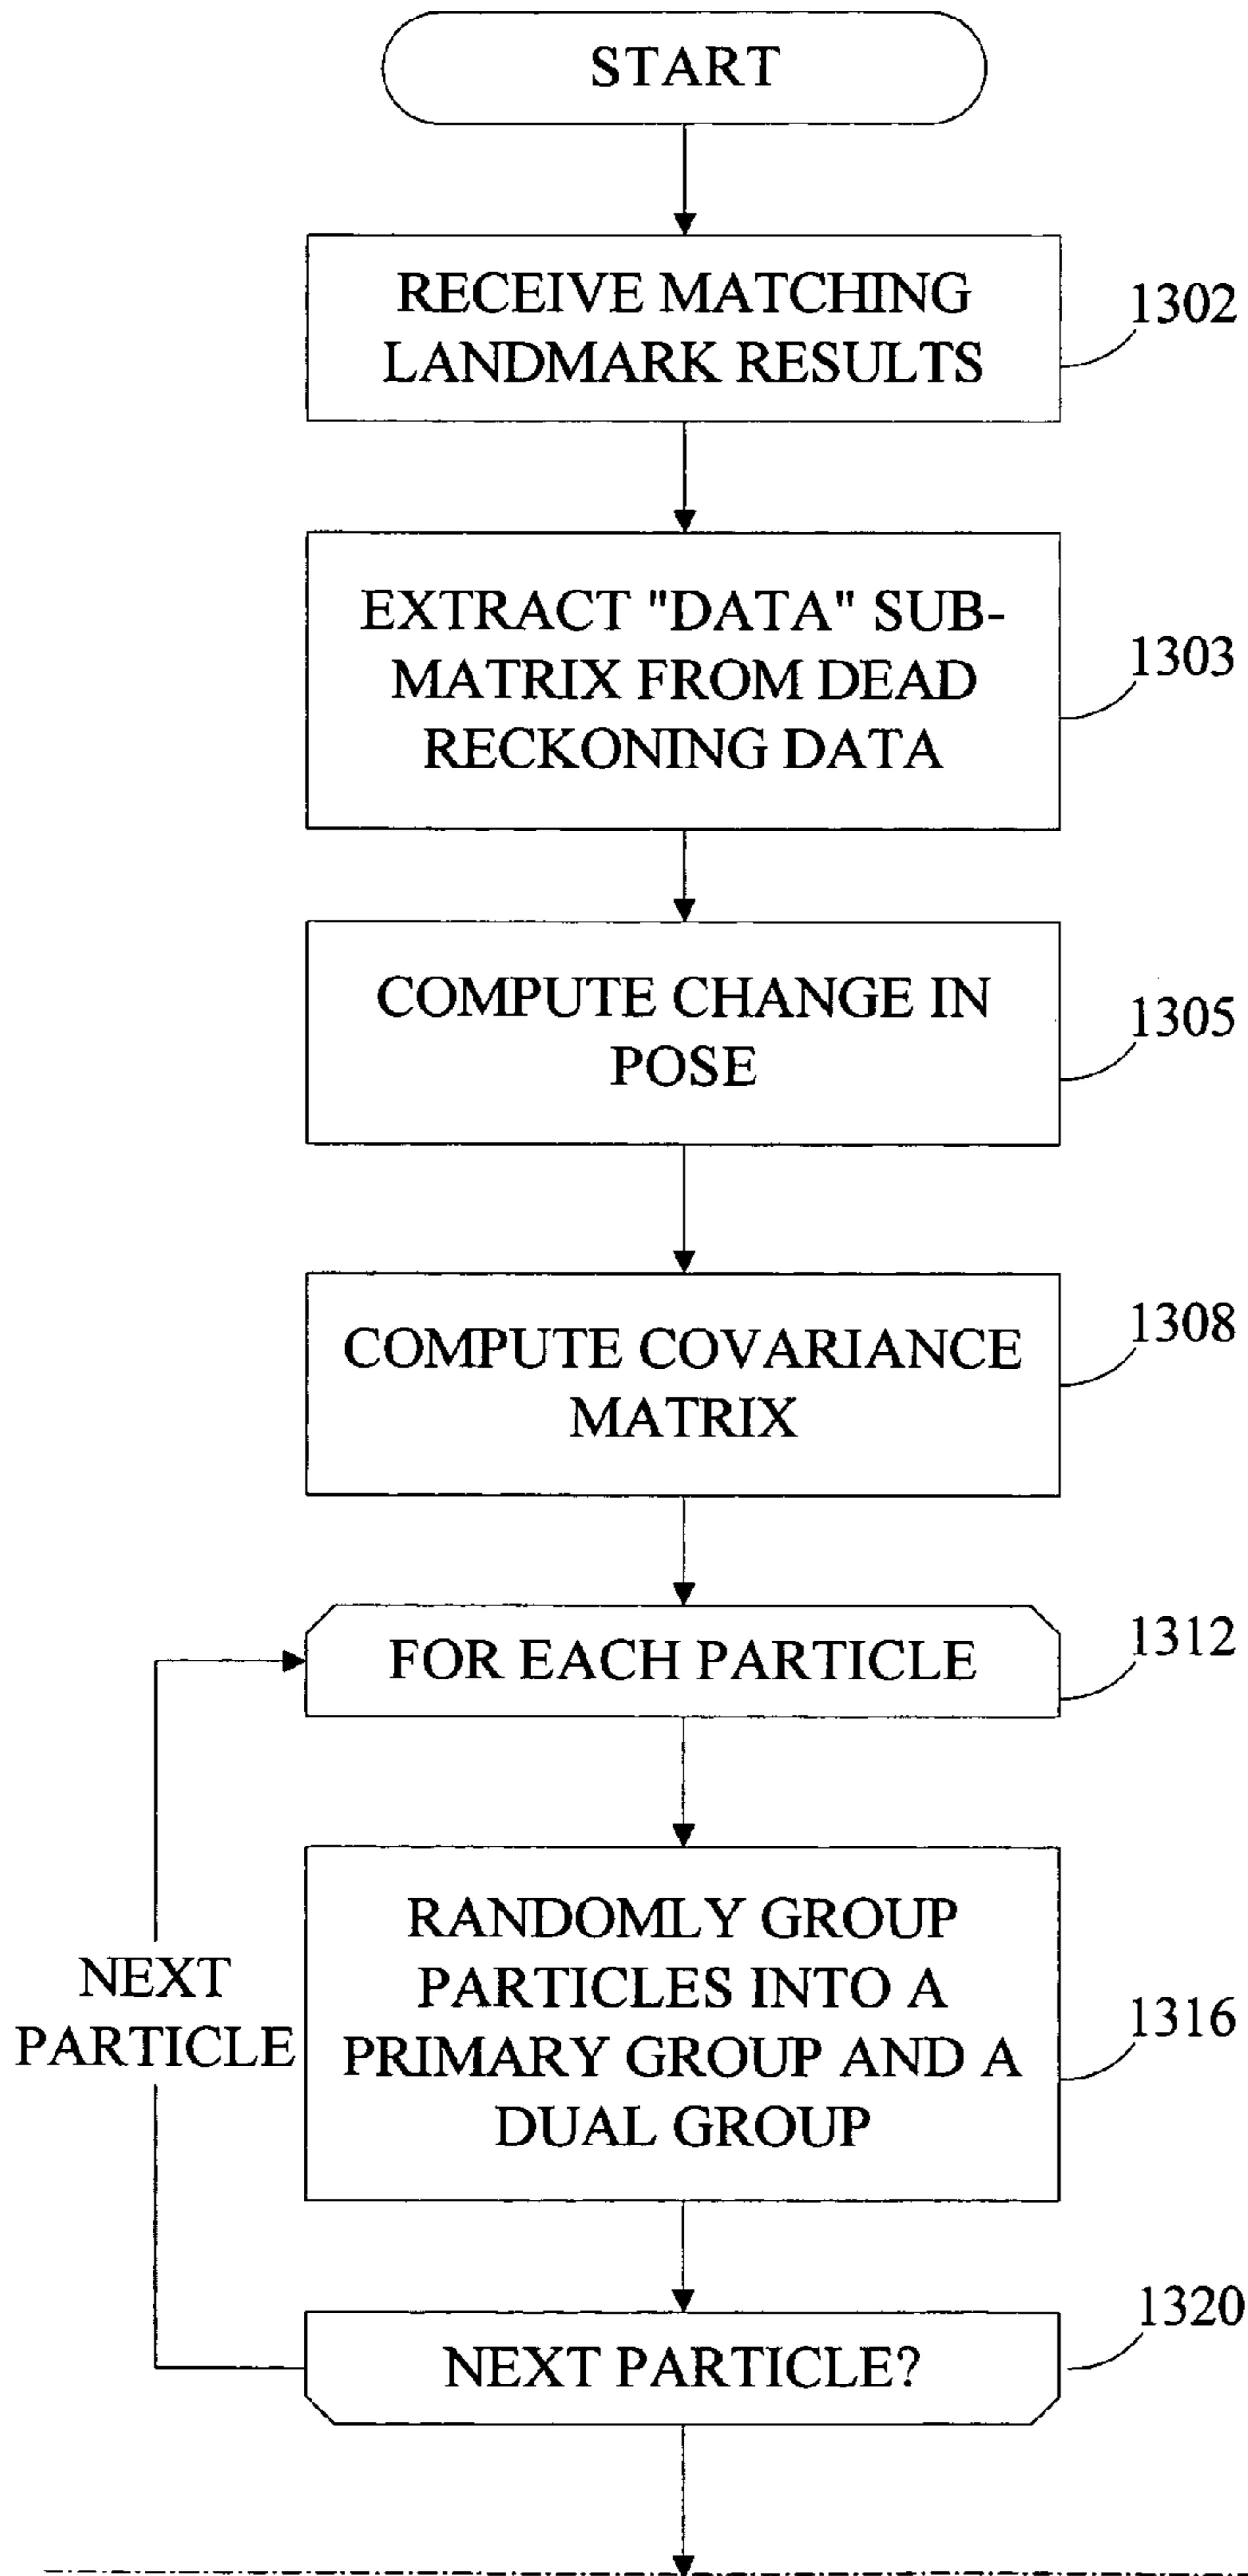 START
RECEIVE MATCHING
LANDMARK RESULTS
1302
EXTRACT "DATA" SUB-
MATRIX FROM DEAD
RECKONING DATA
1303
COMPUTE CHANGE IN
POSE
1305
COMPUTE COVARIANCE
MATRIX
1308
FOR EACH PARTICLE
1312
RANDOMLY GROUP
PARTICLES INTO A
PRIMARY GROUP AND A
DUAL GROUP
1316
NEXT
PARTICLE
NEXT PARTICLE?
1320